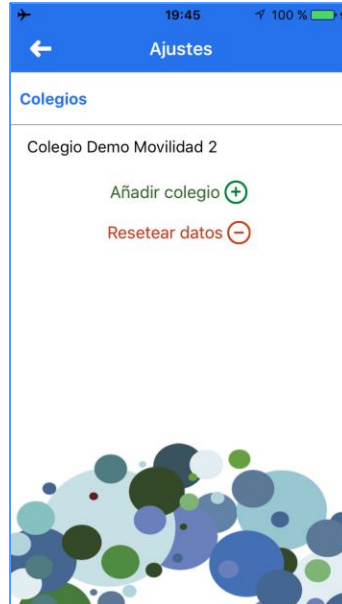 19:45
100 %
Ajustes
Colegios
Colegio Demo Movilidad 2
Añadir colegio
Resetear datos